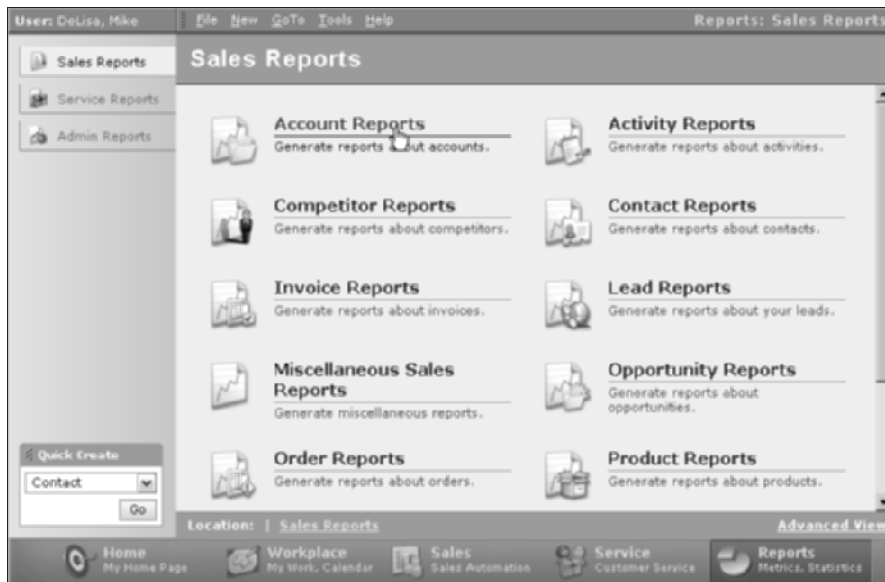 User: DeLisa, Mike
File New GoTo Tools Help
Reports: Sales Reports
Sales Reports
Service Reports
Admin Reports
Sales Reports
Account Reports
Generate reports about accounts.
Activity Reports
Generate reports about activities.
Competitor Reports
Generate reports about competitors.
Contact Reports
Generate reports about contacts.
Invoice Reports
Generate reports about invoices.
Lead Reports
Generate reports about your leads.
Miscellaneous Sales
Reports
Generate miscellaneous reports.
Opportunity Reports
Generate reports about
opportunities.
Order Reports
Generate reports about orders.
Product Reports
Generate reports about products.
Quick Create
Contact
Go
Location: | Sales Reports
Advanced View
Home
My Home Page
Workplace
My Work, Calendar
Sales
Sales Automation
Service
Customer Service
Reports
Metrics, Statistics